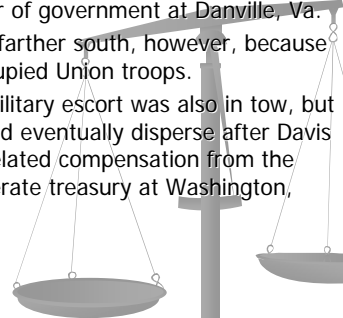 r of government at Danville, Va.
farther south, however, because
upied Union troops.
ilitary escort was also in tow, but
d eventually disperse after Davis
elated compensation from the
erate treasury at Washington,